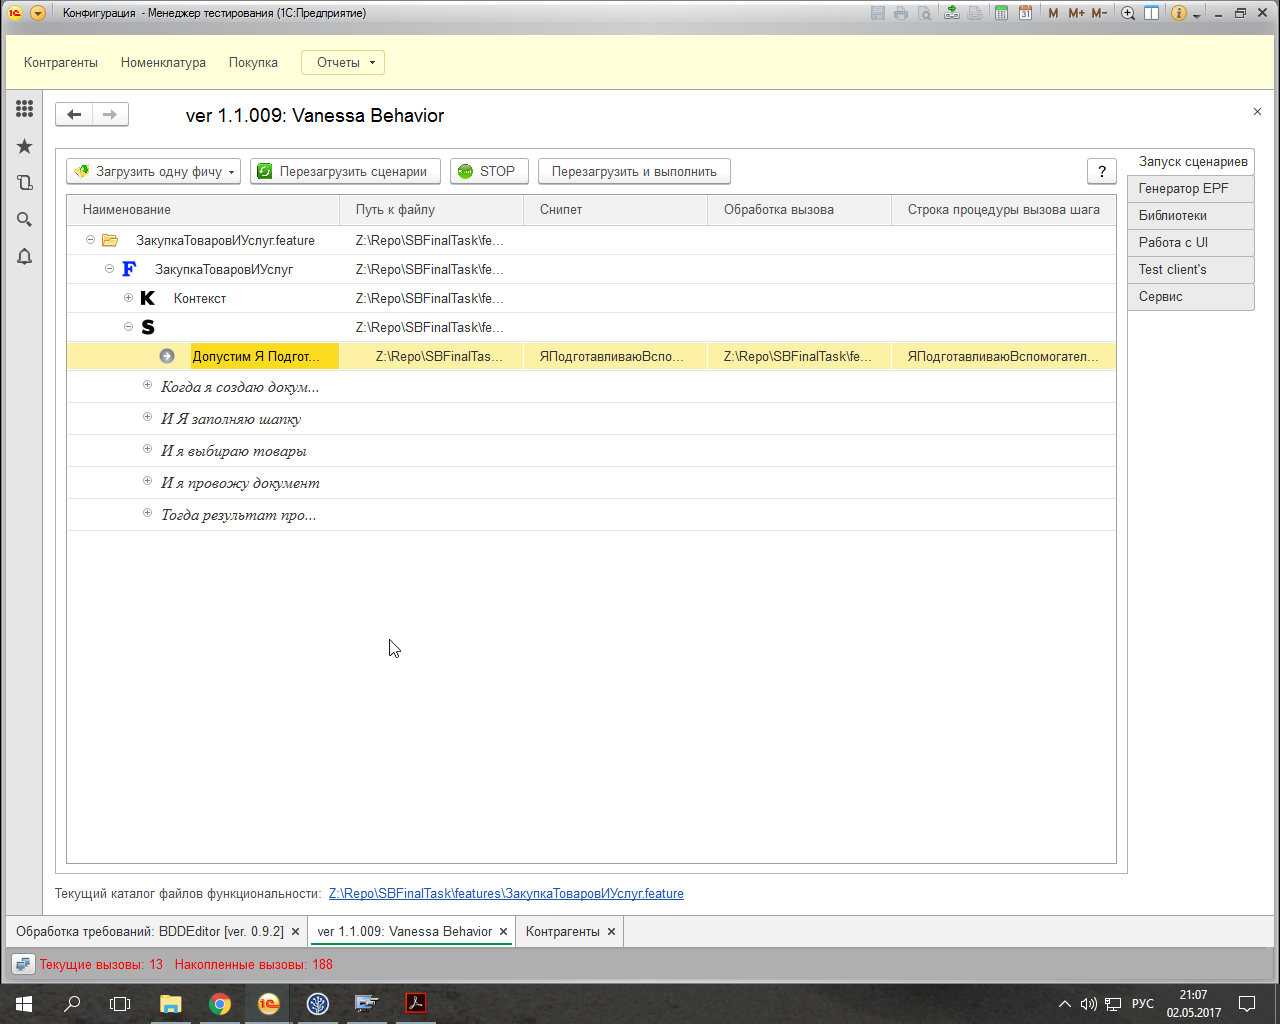 Конфигурация - Менеджер тестирования (1С:Предприятие)
M M+ M-
Контрагенты Номенклатура Покупка Отчеты
ver 1.1.009: Vanessa Behavior
Загрузить одну фичу Перезагрузить сценарии STOP Перезагрузить и выполнить ?
Запуск сценариев
Генератор EPF
Библиотеки
Работа с UI
Test client's
Сервис
Наименование Путь к файлу Снипет Обработка вызова Строка процедуры вызова шага
ЗакупкаТоваровИУслуг.feature Z:\Repo\SBFinalTask\fe...
F ЗакупкаТоваровИУслуг Z:\Repo\SBFinalTask\fe...
K Контекст Z:\Repo\SBFinalTask\fe...
S Z:\Repo\SBFinalTask\fe...
Допустим Я Подгот... Z:\Repo\SBFinalTas... ЯПодготавливаюВспо... Z:\Repo\SBFinalTask\fe... ЯПодготавливаюВспомогател...
Когда я создаю докум...
И Я заполняю шапку
И я выбираю товары
И я провожу документ
Тогда результат про...
Текущий каталог файлов функциональности: Z:\Repo\SBFinalTask\features\ЗакупкаТоваровИУслуг.feature
Обработка требований: BDDEditor [ver. 0.9.2] ver 1.1.009: Vanessa Behavior Контрагенты
Текущие вызовы: 13 Накопленные вызовы: 188
РУС 21:07
02.05.2017